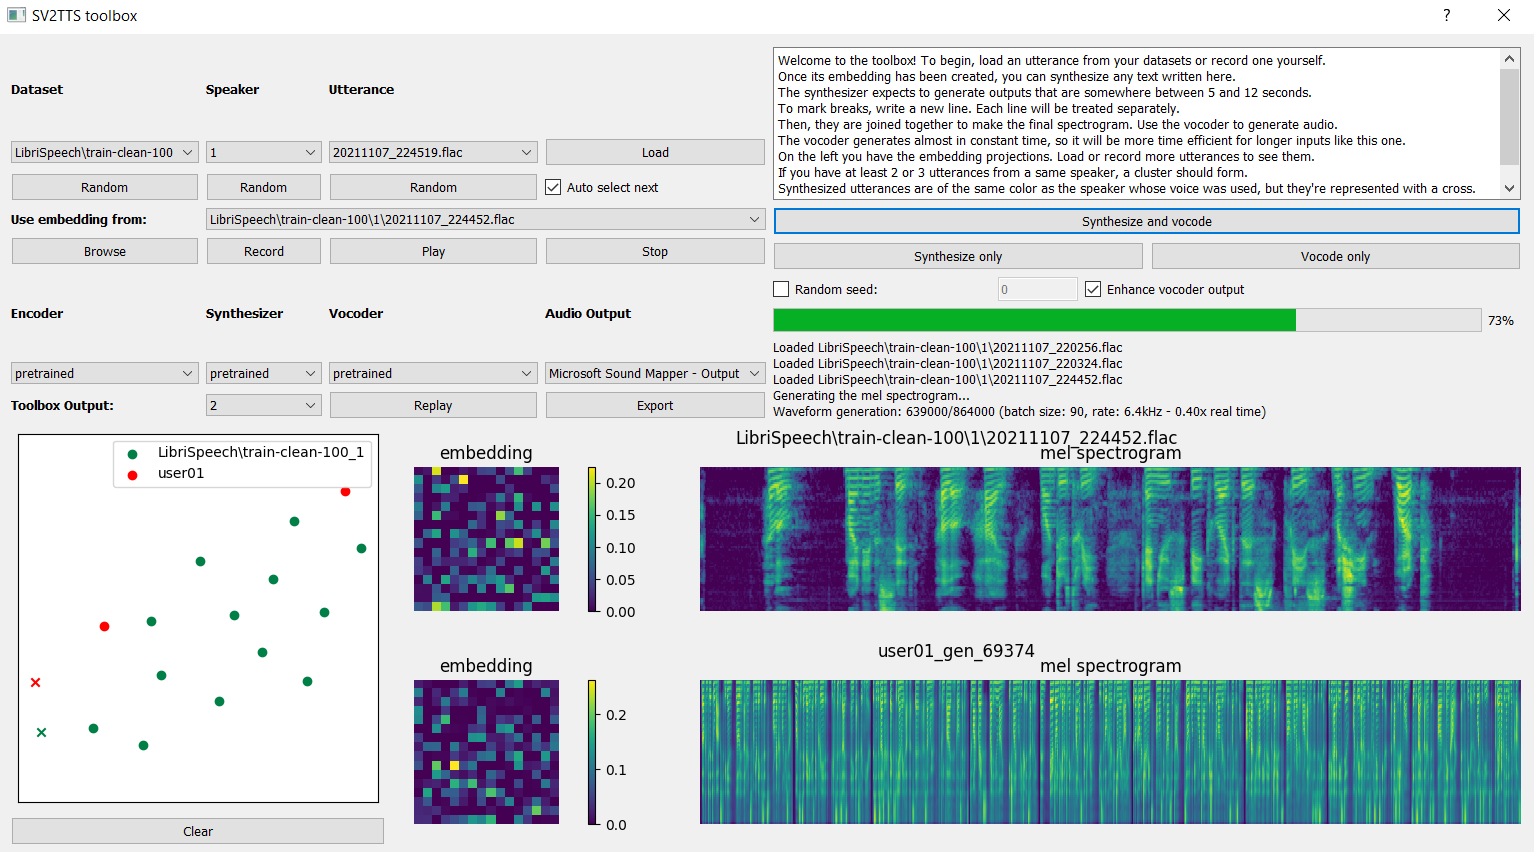 SV2TTS toolbox
?
Dataset
Speaker
Utterance
LibriSpeech\train-clean-100
1
20211107_224519.flac
Load
Random
Random
Random
Auto select next
Use embedding from:
LibriSpeech\train-clean-100\1\20211107_224452.flac
Browse
Record
Play
Stop
Encoder
Synthesizer
Vocoder
Audio Output
pretrained
pretrained
pretrained
Microsoft Sound Mapper - Output
Toolbox Output:
2
Replay
Export
Welcome to the toolbox! To begin, load an utterance from your datasets or record one yourself.
Once its embedding has been created, you can synthesize any text written here.
The synthesizer expects to generate outputs that are somewhere between 5 and 12 seconds.
To mark breaks, write a new line. Each line will be treated separately.
Then, they are joined together to make the final spectrogram. Use the vocoder to generate audio.
The vocoder generates almost in constant time, so it will be more time efficient for longer inputs like this one.
On the left you have the embedding projections. Load or record more utterances to see them.
If you have at least 2 or 3 utterances from a same speaker, a cluster should form.
Synthesized utterances are of the same color as the speaker whose voice was used, but they're represented with a cross.
Synthesize and vocode
Synthesize only
Vocode only
Random seed:
0
Enhance vocoder output
73%
Loaded LibriSpeech\train-clean-100\1\20211107_220256.flac
Loaded LibriSpeech\train-clean-100\1\20211107_220324.flac
Loaded LibriSpeech\train-clean-100\1\20211107_224452.flac
Generating the mel spectrogram...
Waveform generation: 639000/864000 (batch size: 90, rate: 6.4kHz - 0.40x real time)
LibriSpeech\train-clean-100_1
user01
Clear
LibriSpeech\train-clean-100\1\20211107_224452.flac
embedding
mel spectrogram
0.20
0.15
0.10
0.05
0.00
user01_gen_69374
embedding
mel spectrogram
0.2
0.1
0.0